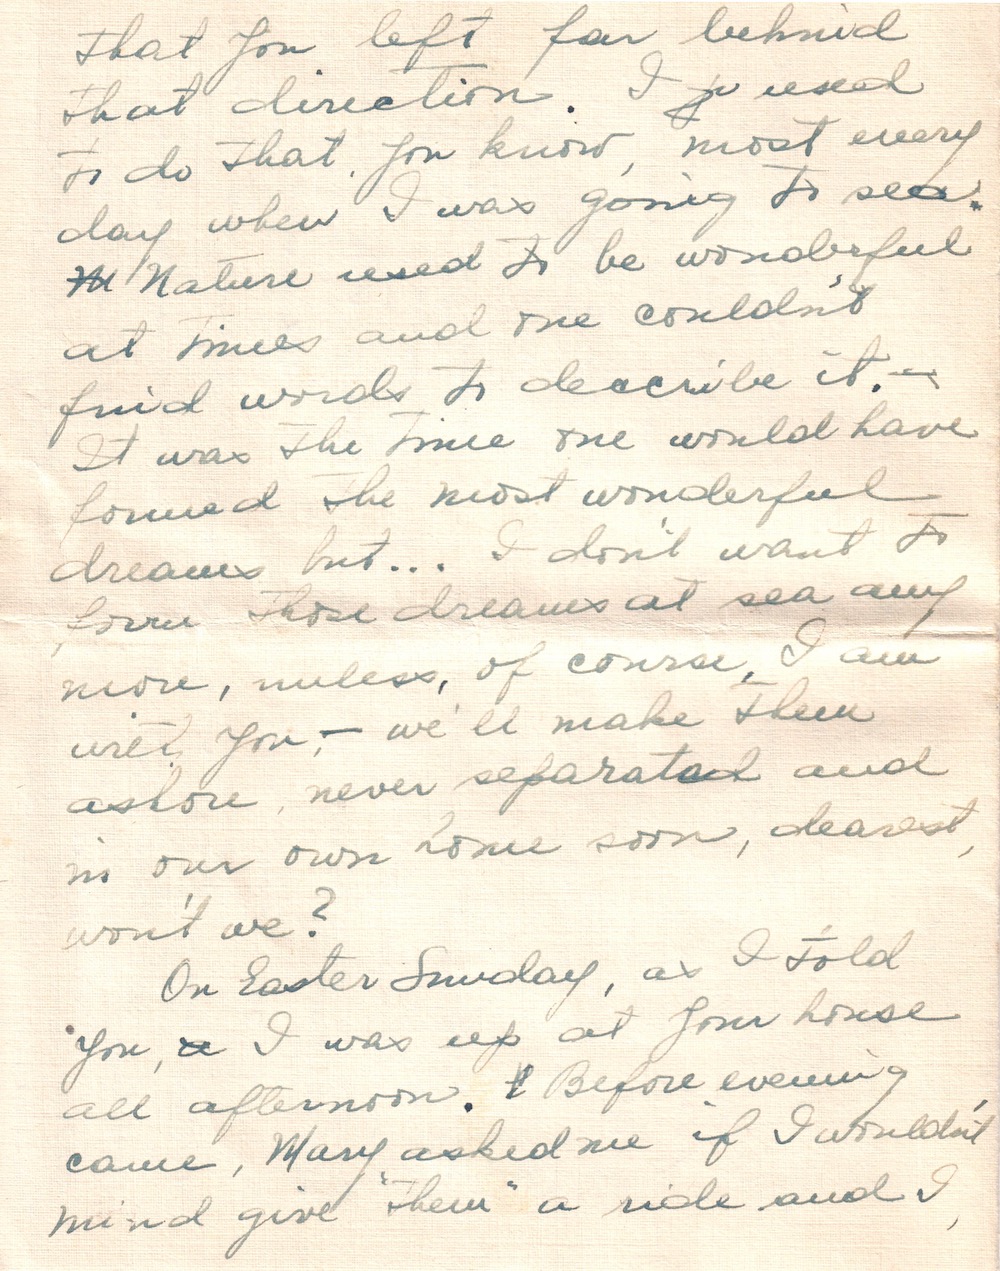 that you left far behind
that direction. I used
to do that, you know, most every
day when I was going to sea.
Nature used to be wonderful
at times and one couldn't
find words to describe it. —
It was the time one would have
formed the most wonderful
dreams but... I don't want to
form those dreams at sea any
more, unless, of course, I am
with you, — we'll make them
ashore, never separated and
in our own home soon, dearest,
won't we?
On Easter Sunday, as I told
you, I was up at your house
all afternoon. Before evening
came, Mary asked me if I wouldn't
mind give "them" a ride and I,